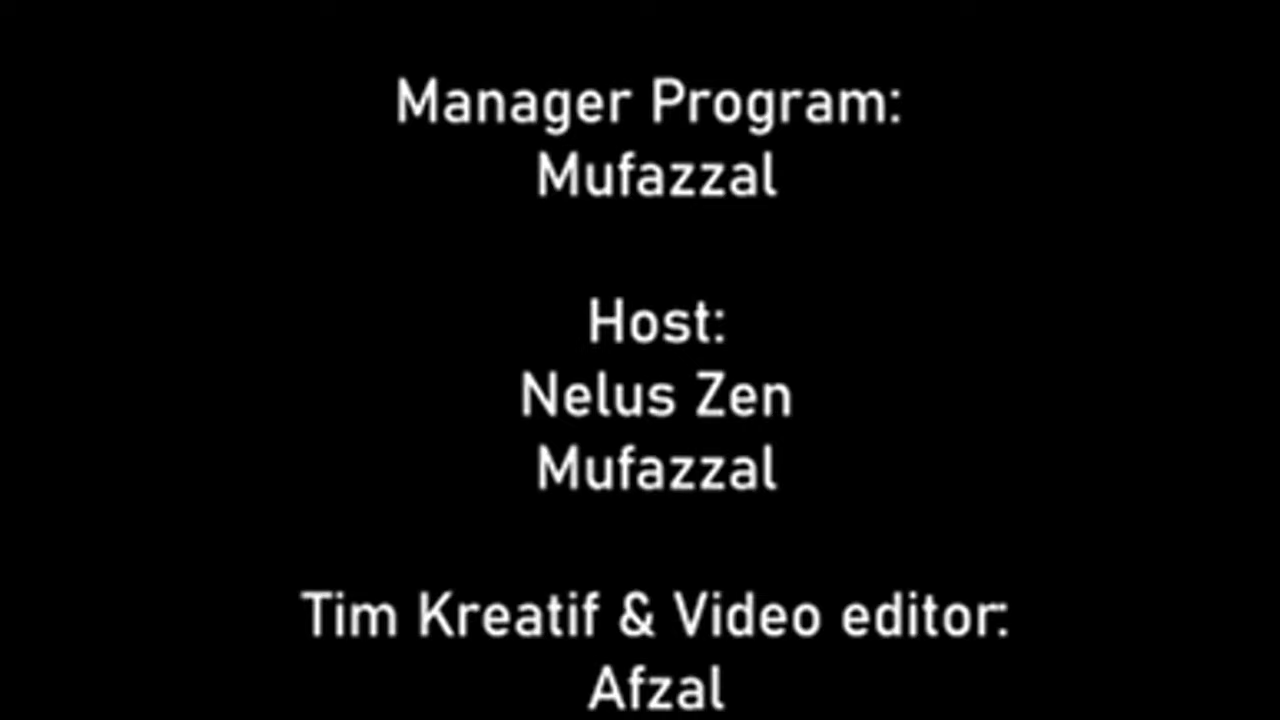 Manager Program:
Mufazzal
Host:
Nelus Zen
Mufazzal
Tim Kreatif & Video editor:
Afzal